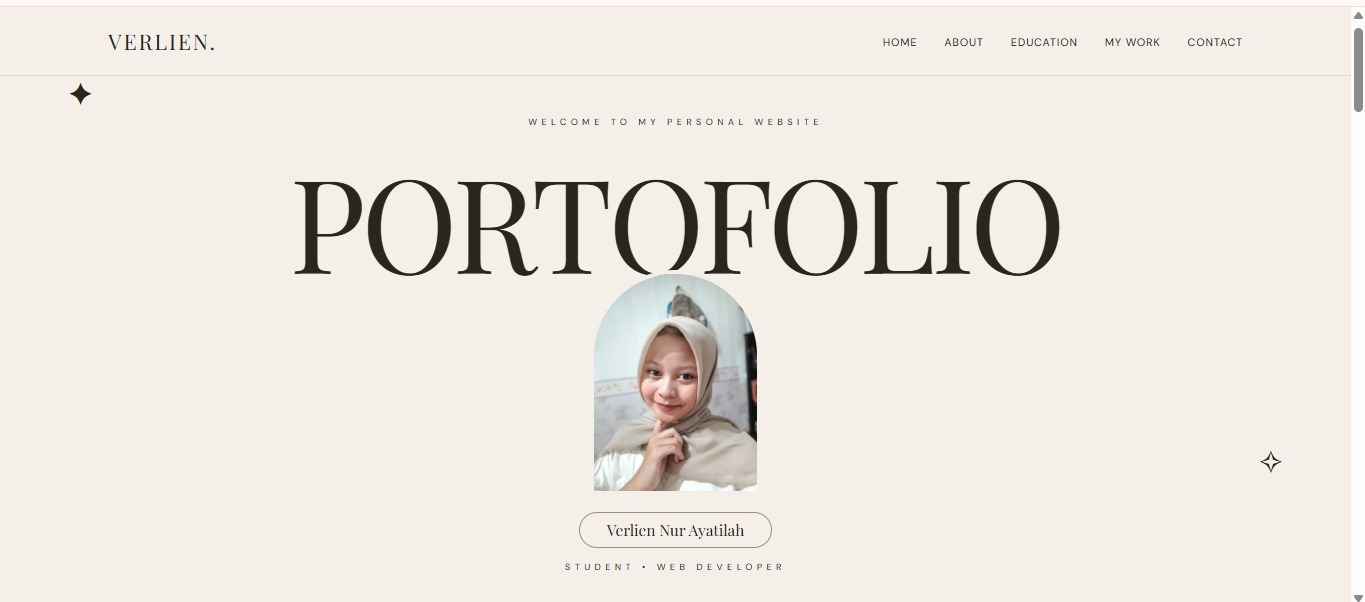 VERLIEN.
HOME ABOUT EDUCATION MY WORK CONTACT
WELCOME TO MY PERSONAL WEBSITE
PORTOFOLIO
Verlien Nur Ayatilah
STUDENT • WEB DEVELOPER